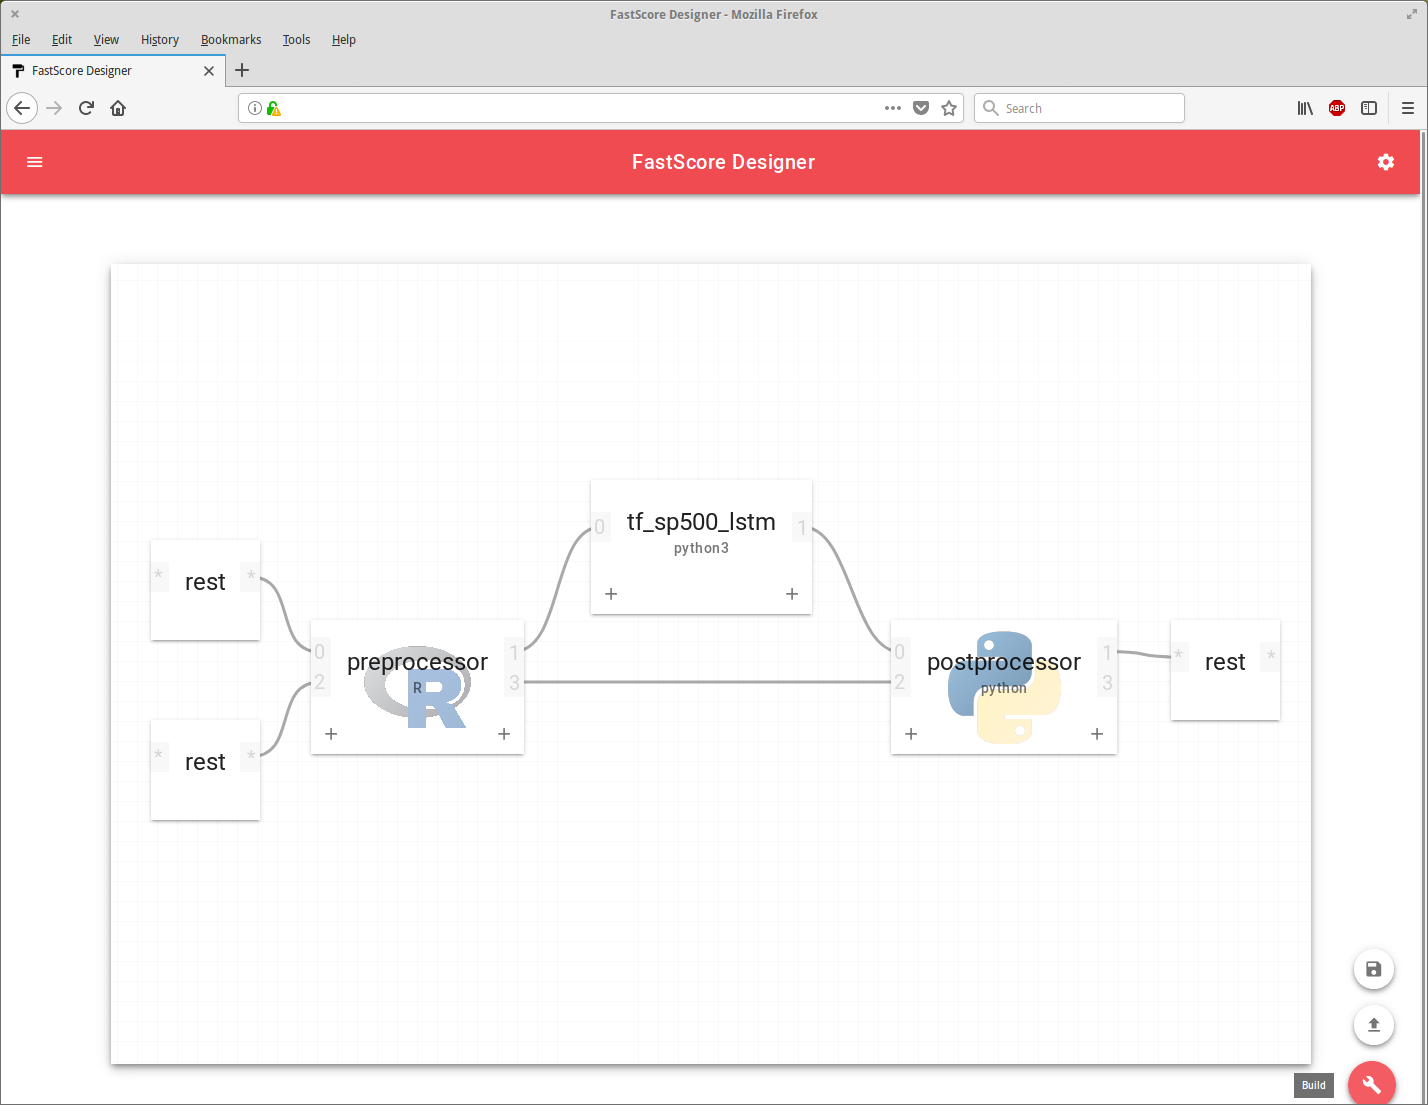 FastScore Designer - Mozilla Firefox
File Edit View History Bookmarks Tools Help
FastScore Designer
Search
ABP
FastScore Designer
0 tf_sp500_lstm 1
python3
+ +
* rest *
0 preprocessor 1
2 R 3
+ +
0 postprocessor 1
2 python 3
+ +
* rest *
* rest *
Build